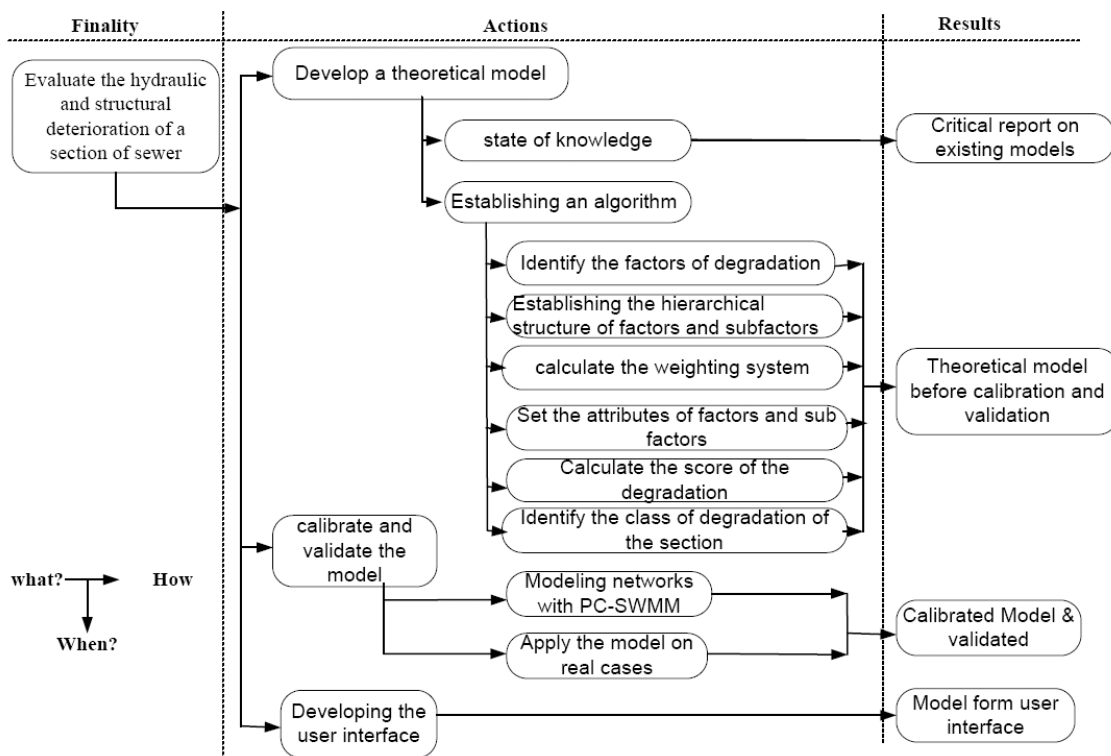 Finality
Actions
Results
Evaluate the hydraulic
and structural
deterioration of a
section of sewer
Develop a theoretical model
state of knowledge
Critical report on
existing models
Establishing an algorithm
Identify the factors of degradation
Establishing the hierarchical
structure of factors and subfactors
calculate the weighting system
Set the attributes of factors and sub
factors
Calculate the score of the
degradation
Identify the class of degradation of
the section
Theoretical model
before calibration and
validation
calibrate and
validate the
model
Modeling networks
with PC-SWMM
Apply the model on
real cases
Calibrated Model &
validated
what?
How
When?
Developing the
user interface
Model form user
interface